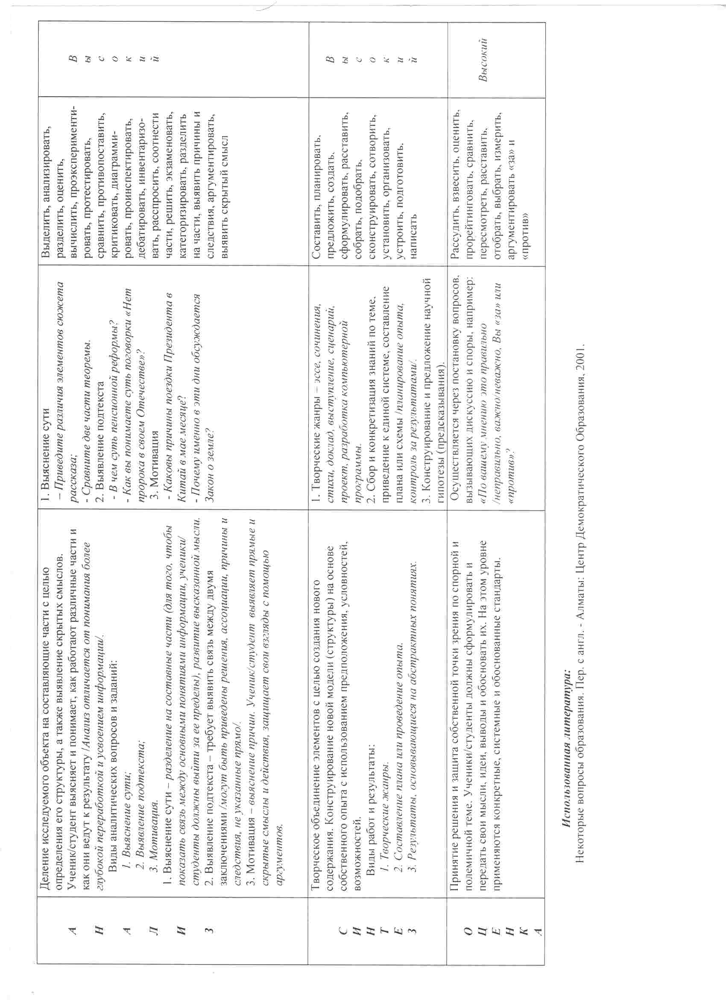 А
Н
А
Л
И
З
Деление исследуемого объекта на составляющие части с целью
определения его структуры, а также выявление скрытых смыслов.
Ученик/студент выясняет и понимает, как работают различные части и
как они ведут к результату /Анализ отличается от понимания более
глубокой переработкой и усвоением информации/.
Виды аналитических вопросов и заданий:
1. Выяснение сути;
2. Выявление подтекста;
3. Мотивация.
1. Выяснение сути – разделение на составные части (для того, чтобы
показать связь между основными понятиями информации, ученики/
студенты должны выйти за ее пределы), развитие высказанной мысли.
2. Выявление подтекста – требует выявить связь между двумя
заключениями /могут быть приведены решения, ассоциации, причины и
следствия, не указанные прямо/.
3. Мотивация – выяснение причин. Ученик/студент выявляет прямые и
скрытые смыслы и действия, защищает свои взгляды с помощью
аргументов.
1. Выяснение сути
– Приведите различия элементов сюжета
рассказа;
- Сравните две части теоремы.
2. Выявление подтекста
- В чем суть пенсионной реформы?
- Как вы понимаете суть поговорки «Нет
пророка в своем Отечестве»?
3. Мотивация
- Каковы причины поездки Президента в
Китай в мае месяце?
- Почему именно в эти дни обсуждается
Закон о земле?
Выделить, анализировать,
разделить, оценить,
вычислить, проэксперименти-
ровать, протестировать,
сравнить, противопоставить,
критиковать, диаграмми-
ровать, проинспектировать,
дебатировать, инвентаризо-
вать, расспросить, соотнести
части, решить, экзаменовать,
категоризировать, разделить
на части, выявить причины и
следствия, аргументировать,
выявить скрытый смысл
В
ы
с
о
к
и
й
С
И
Н
Т
Е
З
Творческое объединение элементов с целью создания нового
содержания. Конструирование новой модели (структуры) на основе
собственного опыта с использованием предположения, условностей,
возможностей.
Виды работ и результаты:
1. Творческие жанры.
2. Составление плана или проведение опыта.
3. Результаты, основывающиеся на абстрактных понятиях.
1. Творческие жанры – эссе, сочинения,
стихи, доклад, выступление, сценарий,
проект, разработка компьютерной
программы.
2. Сбор и конкретизация знаний по теме,
приведение к единой системе, составление
плана или схемы /планирование опыта,
контроль за результатами/.
3. Конструирование и предложение научной
гипотезы (предсказывания).
Составить, планировать,
предложить, создать,
сформулировать, расставить,
собрать, подобрать,
сконструировать, сотворить,
установить, организовать,
устроить, подготовить,
написать
В
ы
с
о
к
и
й
О
Ц
Е
Н
К
А
Принятие решения и защита собственной точки зрения по спорной и
полемичной теме. Ученики/студенты должны сформулировать и
передать свои мысли, идеи, выводы и обосновать их. На этом уровне
применяются конкретные, системные и обоснованные стандарты.
Осуществляется через постановку вопросов,
вызывающих дискуссию и споры, например:
«По вашему мнению это правильно
/неправильно, важно/неважно, Вы «за» или
«против»?
Рассудить, взвесить, оценить,
прорейтинговать, сравнить,
пересмотреть, расставить,
отобрать, выбрать, измерить,
аргументировать «за» и
«против»
Высокий
Использованная литература:
Некоторые вопросы образования. Пер. с англ. - Алматы: Центр Демократического Образования, 2001.